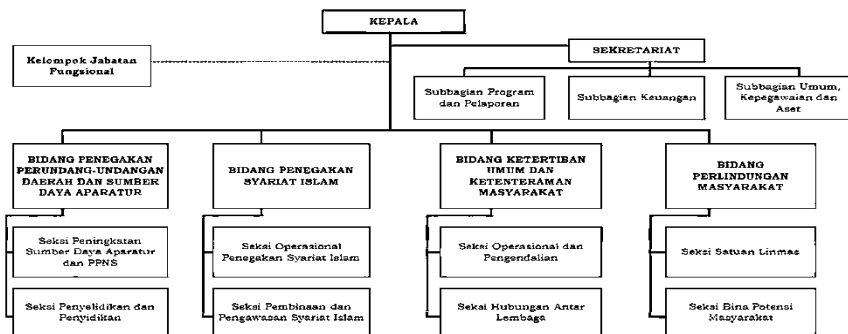 KEPALA
SEKRETARIAT
Kelompok Jabatan
Fungsional
Subbagian Program
dan Pelaporan
Subbagian Keuangan
Subbagian Umum,
Kepegawaian dan
Aset
BIDANG PENEGAKAN
PERUNDANG-UNDANGAN
DAERAH DAN SUMBER
DAYA APARATUR
BIDANG PENEGAKAN
SYARIAT ISLAM
BIDANG KETERTIBAN
UMUM DAN
KETENTERAMAN
MASYARAKAT
BIDANG
PERLINDUNGAN
MASYARAKAT
Seksi Peningkatan
Sumber Daya Aparatur
dan PPNS
Seksi Operasional
Penegakan Syariat Islam
Seksi Operasional dan
Pengendalian
Seksi Satuan Linmas
Seksi Penyelidikan dan
Penyidikan
Seksi Pembinaan dan
Pengawasan Syariat Islam
Seksi Hubungan Antar
Lembaga
Seksi Bina Potensi
Masyarakat